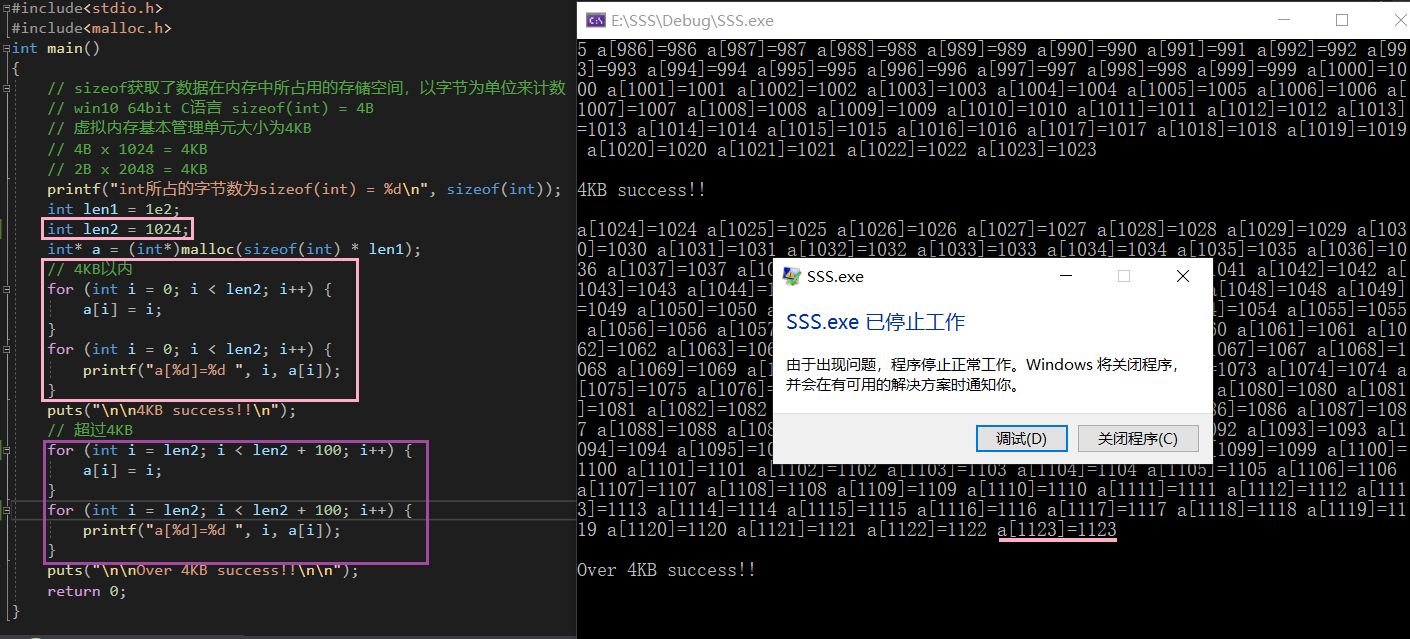 #include<stdio.h>
#include<malloc.h>
int main()
{
// sizeof获取了数据在内存中所占用的存储空间，以字节为单位来计数
// win10 64bit C语言 sizeof(int) = 4B
// 虚拟内存基本管理单元大小为4KB
// 4B x 1024 = 4KB
// 2B x 2048 = 4KB
printf("int所占的字节数为sizeof(int) = %d\n", sizeof(int));
int len1 = 1e2;
int len2 = 1024;
int* a = (int*)malloc(sizeof(int) * len1);
// 4KB以内
for (int i = 0; i < len2; i++) {
a[i] = i;
}
for (int i = 0; i < len2; i++) {
printf("a[%d]=%d ", i, a[i]);
}
puts("\n\n4KB success!!\n");
// 超过4KB
for (int i = len2; i < len2 + 100; i++) {
a[i] = i;
}
for (int i = len2; i < len2 + 100; i++) {
printf("a[%d]=%d ", i, a[i]);
}
puts("\n\nOver 4KB success!!\n\n");
return 0;
}
E:\SSS\Debug\SSS.exe
5 a[986]=986 a[987]=987 a[988]=988 a[989]=989 a[990]=990 a[991]=991 a[992]=992 a[99
3]=993 a[994]=994 a[995]=995 a[996]=996 a[997]=997 a[998]=998 a[999]=999 a[1000]=10
00 a[1001]=1001 a[1002]=1002 a[1003]=1003 a[1004]=1004 a[1005]=1005 a[1006]=1006 a[
1007]=1007 a[1008]=1008 a[1009]=1009 a[1010]=1010 a[1011]=1011 a[1012]=1012 a[1013]
=1013 a[1014]=1014 a[1015]=1015 a[1016]=1016 a[1017]=1017 a[1018]=1018 a[1019]=1019
a[1020]=1020 a[1021]=1021 a[1022]=1022 a[1023]=1023
4KB success!!
a[1024]=1024 a[1025]=1025 a[1026]=1026 a[1027]=1027 a[1028]=1028 a[1029]=1029 a[103
0]=1030 a[1031]=1031 a[1032]=1032 a[1033]=1033 a[1034]=1034 a[1035]=1035 a[1036]=10
36 a[1037]=1037 a[10 041 a[1042]=1042 a[
1043]=1043 a[1044]=1 [1048]=1048 a[1049]
=1049 a[1050]=1050 a 1054 a[1055]=1055
a[1056]=1056 a[1057 60 a[1061]=1061 a[10
62]=1062 a[1063]=106 67]=1067 a[1068]=1
068 a[1069]=1069 a[1 =1073 a[1074]=1074 a
[1075]=1075 a[1076]= a[1080]=1080 a[1081
]=1081 a[1082]=1082 6]=1086 a[1087]=108
7 a[1088]=1088 a[108 092 a[1093]=1093 a[1
094]=1094 a[1095]=10 [1099]=1099 a[1100]=
1100 a[1101]=1101 a[1102]=1102 a[1103]=1103 a[1104]=1104 a[1105]=1105 a[1106]=1106
a[1107]=1107 a[1108]=1108 a[1109]=1109 a[1110]=1110 a[1111]=1111 a[1112]=1112 a[111
3]=1113 a[1114]=1114 a[1115]=1115 a[1116]=1116 a[1117]=1117 a[1118]=1118 a[1119]=11
19 a[1120]=1120 a[1121]=1121 a[1122]=1122 a[1123]=1123
Over 4KB success!!
SSS.exe
SSS.exe 已停止工作
由于出现问题，程序停止正常工作。Windows 将关闭程序，
并会在有可用的解决方案时通知你。
调试(D)
关闭程序(C)